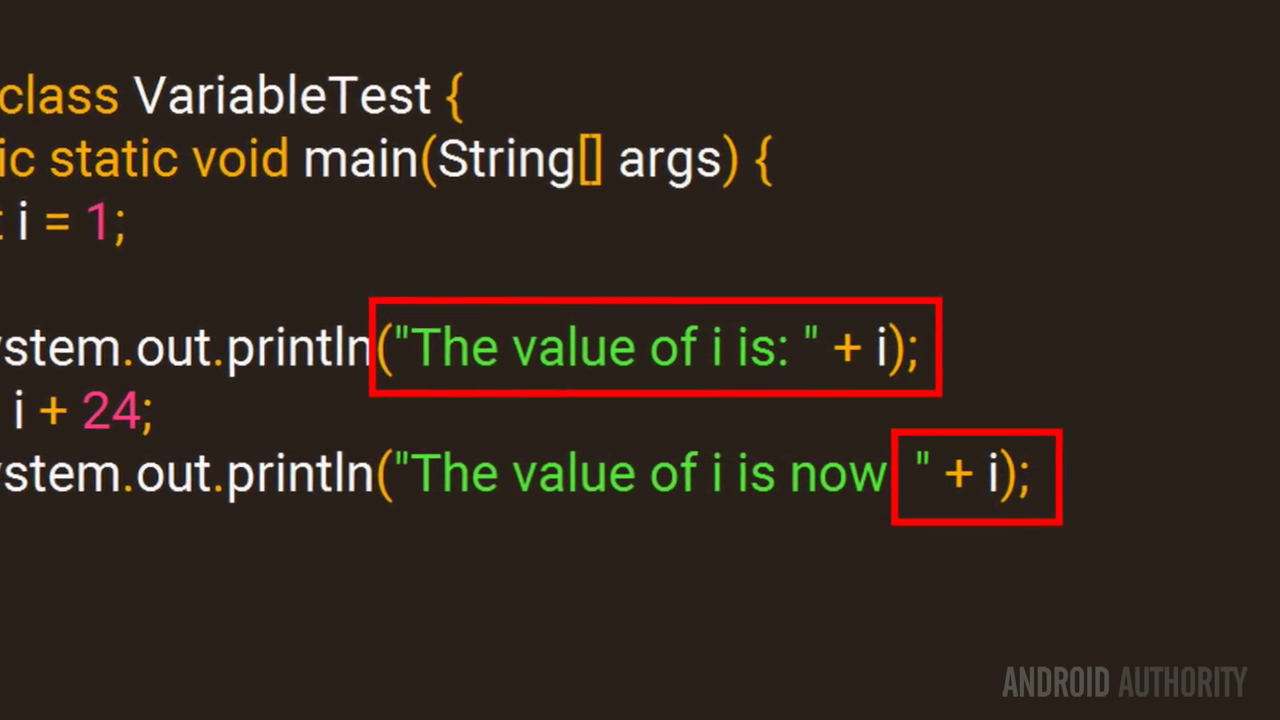 class VariableTest {
ic static void main(String[] args) {
t i = 1;
ystem.out.println("The value of i is: " + i);
i + 24;
ystem.out.println("The value of i is now " + i);
ANDROID AUTHORITY